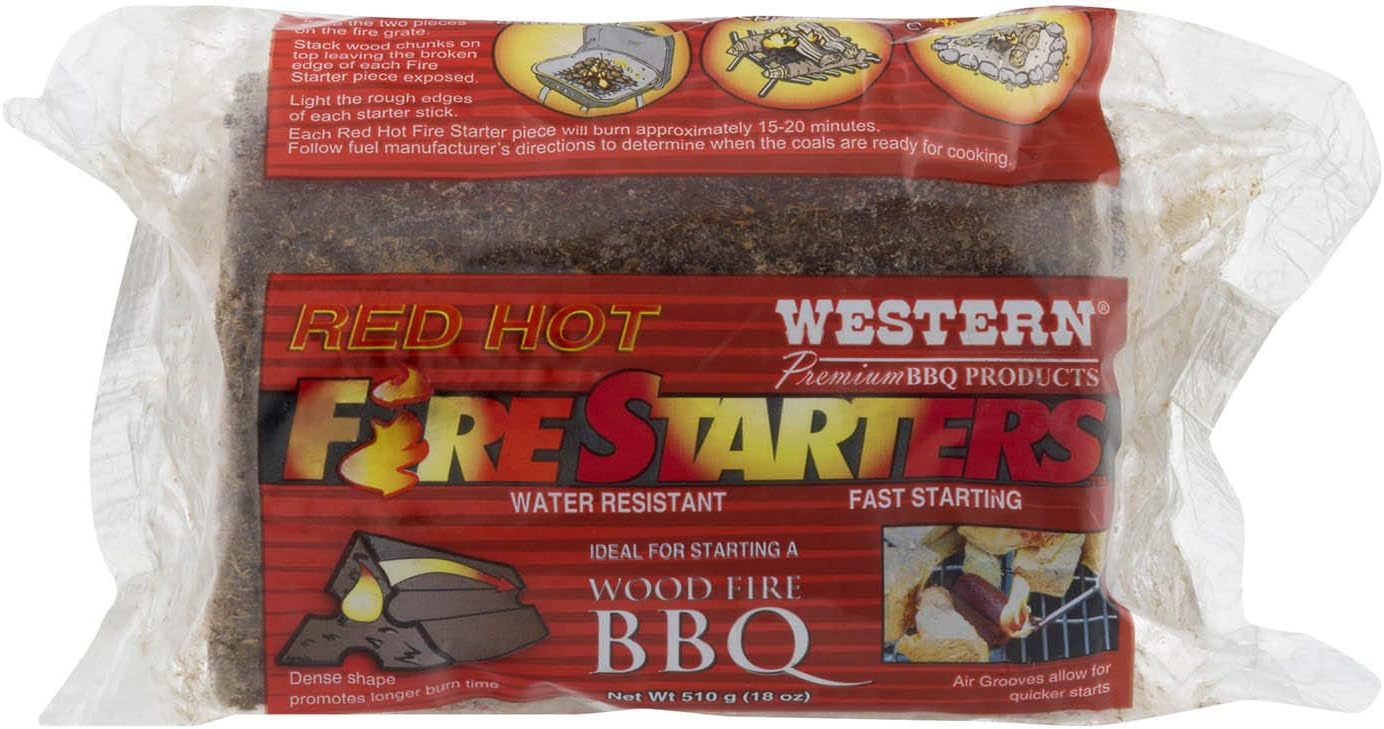 the two pieces
on the fire grate.
Stack wood chunks on
top leaving the broken
edge of each Fire
Starter piece exposed.
Light the rough edges
of each starter stick.
Each Red Hot Fire Starter piece will burn approximately 15-20 minutes.
Follow fuel manufacturer's directions to determine when the coals are ready for cooking.
RED HOT
WESTERN®
Premium BBQ PRODUCTS
FIRESTARTERS
WATER RESISTANT
FAST STARTING
IDEAL FOR STARTING A
WOOD FIRE
BBQ
Net Wt 510 g (18 oz)
Dense shape
promotes longer burn time
Air Grooves allow for
quicker starts